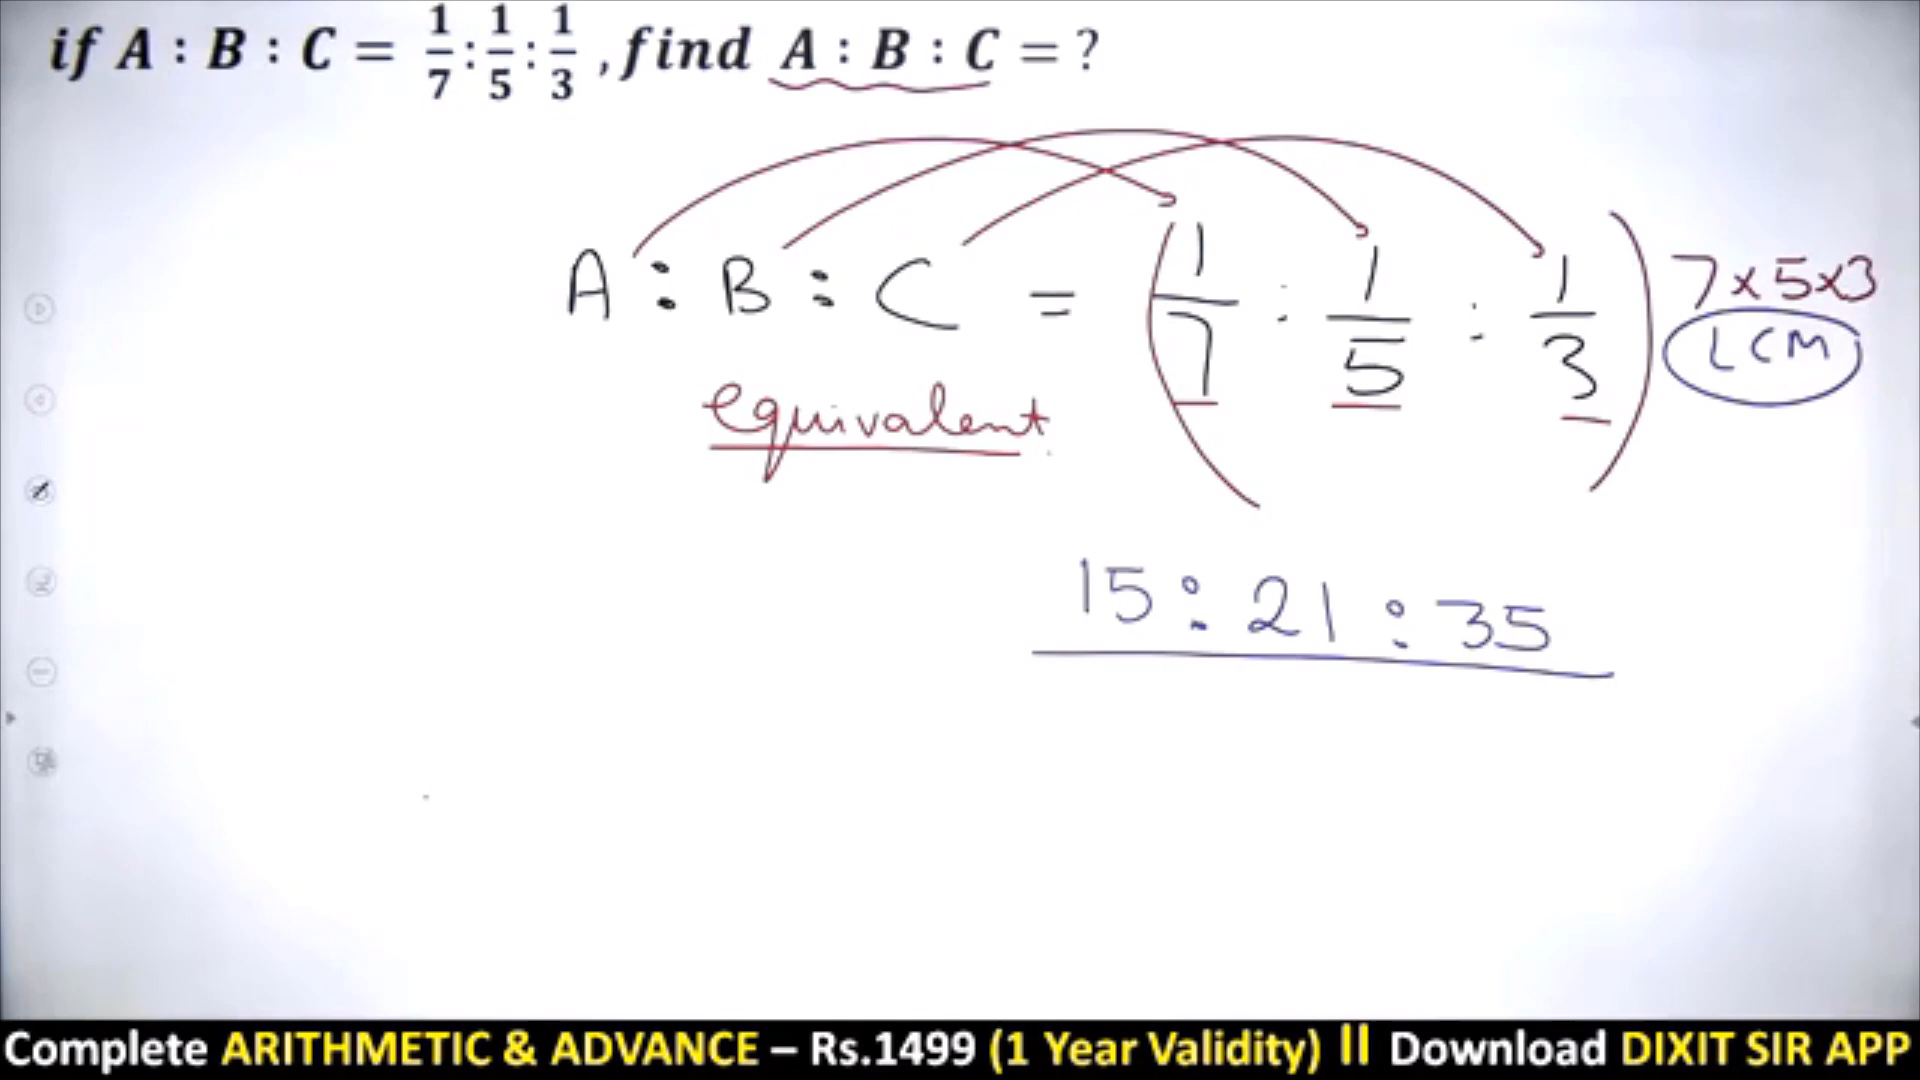 if A : B : C = 1/7 : 1/5 : 1/3 , find A : B : C = ?
A : B : C = ( 1/7 : 1/5 : 1/3 ) 7×5×3
LCM
equivalent
15 : 21 : 35
Complete ARITHMETIC & ADVANCE – Rs.1499 (1 Year Validity) || Download DIXIT SIR APP